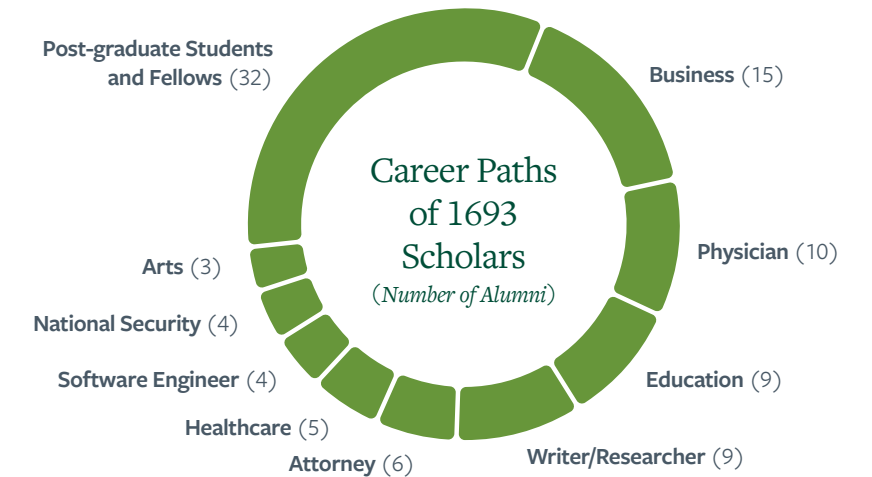 Post-graduate Students
and Fellows (32)
Business (15)
Career Paths
of 1693
Scholars
(Number of Alumni)
Physician (10)
Arts (3)
National Security (4)
Software Engineer (4)
Education (9)
Healthcare (5)
Attorney (6)
Writer/Researcher (9)